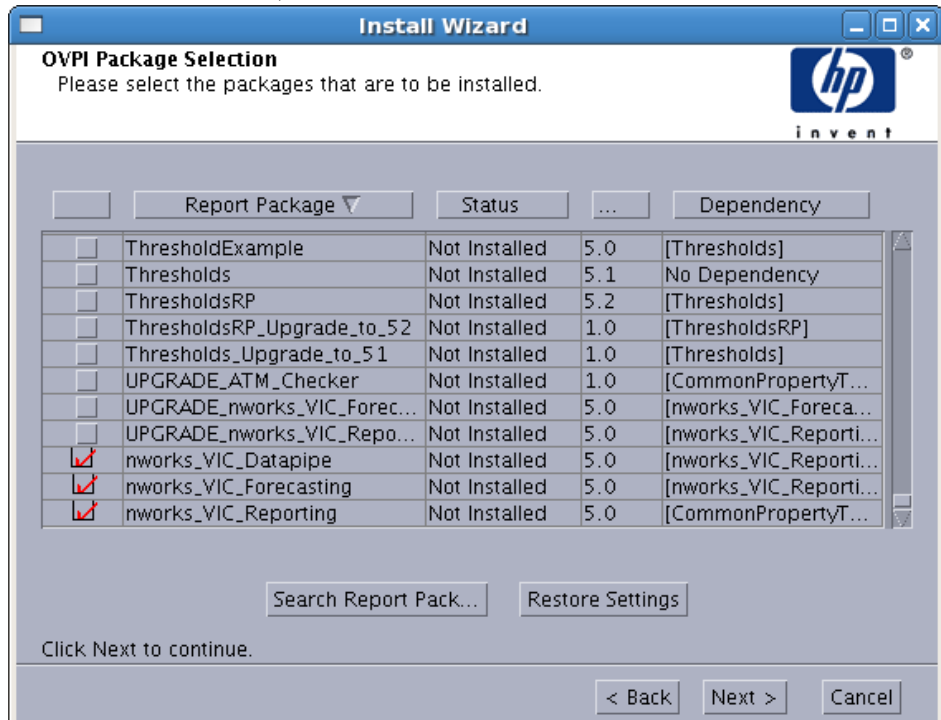 Install Wizard
OVPI Package Selection
Please select the packages that are to be installed.
hp ®
invent
Report Package Status ... Dependency
ThresholdExample Not Installed 5.0 [Thresholds]
Thresholds Not Installed 5.1 No Dependency
ThresholdsRP Not Installed 5.2 [Thresholds]
ThresholdsRP_Upgrade_to_52 Not Installed 1.0 [ThresholdsRP]
Thresholds_Upgrade_to_51 Not Installed 1.0 [Thresholds]
UPGRADE_ATM_Checker Not Installed 1.0 [CommonPropertyT...
UPGRADE_nworks_VIC_Forec... Not Installed 5.0 [nworks_VIC_Foreca...
UPGRADE_nworks_VIC_Repo... Not Installed 5.0 [nworks_VIC_Reporti...
nworks_VIC_Datapipe Not Installed 5.0 [nworks_VIC_Reporti...
nworks_VIC_Forecasting Not Installed 5.0 [nworks_VIC_Reporti...
nworks_VIC_Reporting Not Installed 5.0 [CommonPropertyT...
Search Report Pack... Restore Settings
Click Next to continue.
< Back Next > Cancel